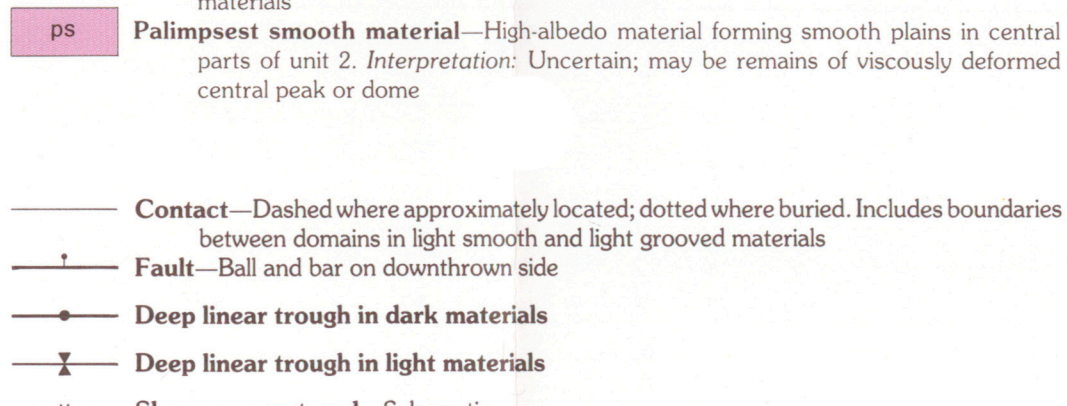 materials
ps
Palimpsest smooth material—High-albedo material forming smooth plains in central
parts of unit 2. Interpretation: Uncertain; may be remains of viscously deformed
central peak or dome
Contact—Dashed where approximately located; dotted where buried. Includes boundaries
between domains in light smooth and light grooved materials
Fault—Ball and bar on downthrown side
Deep linear trough in dark materials
Deep linear trough in light materials